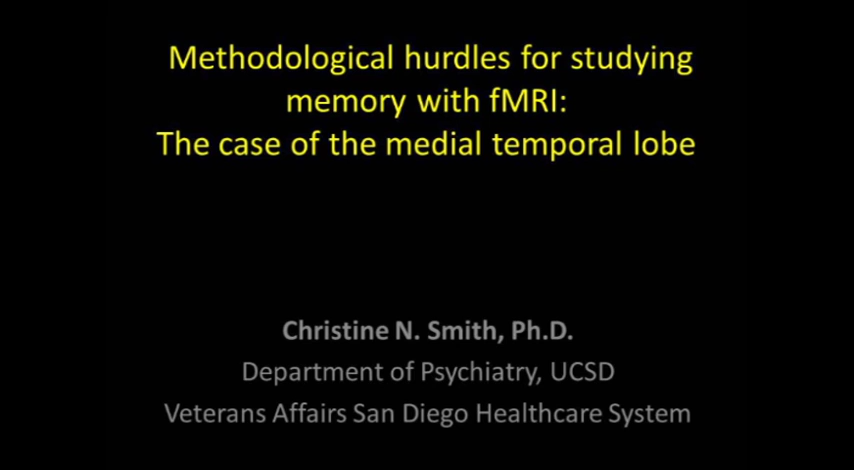 Methodological hurdles for studying
memory with fMRI:
The case of the medial temporal lobe
Christine N. Smith, Ph.D.
Department of Psychiatry, UCSD
Veterans Affairs San Diego Healthcare System